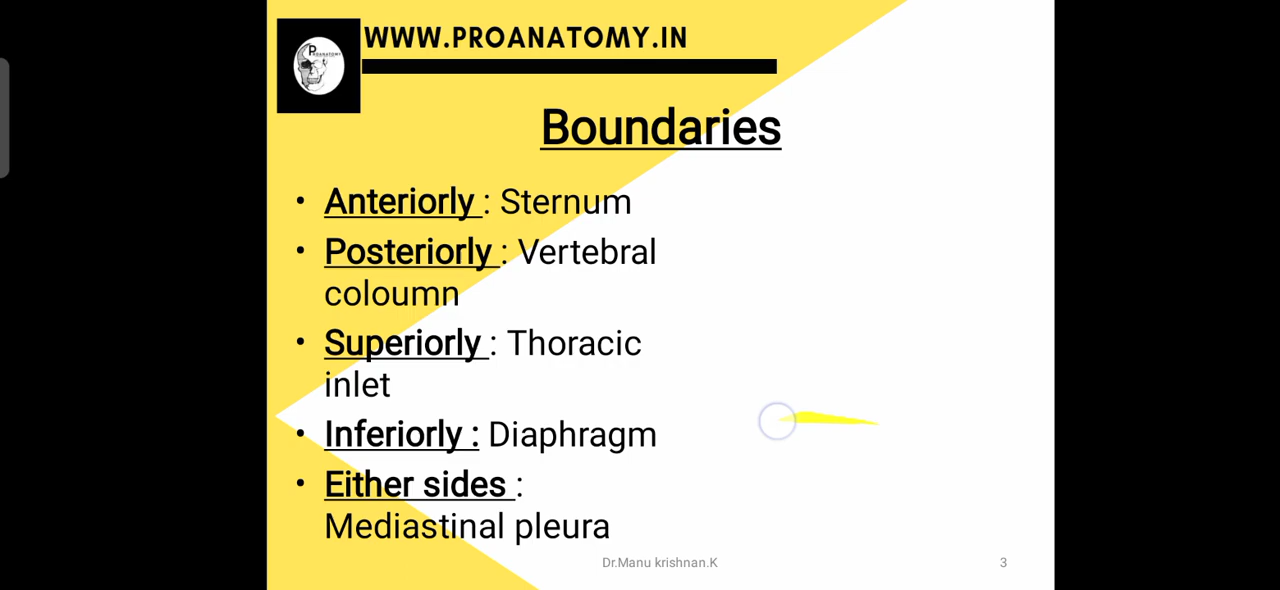 WWW.PROANATOMY.IN
PROANATOMY
Boundaries
• Anteriorly : Sternum
• Posteriorly : Vertebral
coloumn
• Superiorly : Thoracic
inlet
• Inferiorly : Diaphragm
• Either sides :
Mediastinal pleura
Dr.Manu krishnan.K
3